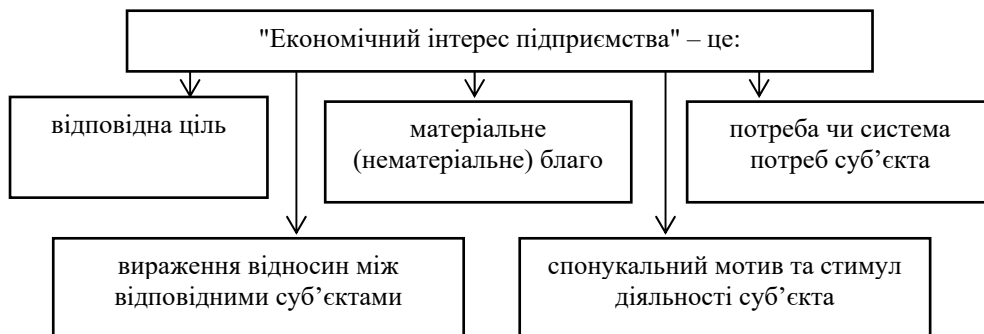 "Економічний інтерес підприємства" – це:
відповідна ціль
матеріальне
(нематеріальне) благо
потреба чи система
потреб суб’єкта
вираження відносин між
відповідними суб’єктами
спонукальний мотив та стимул
діяльності суб’єкта